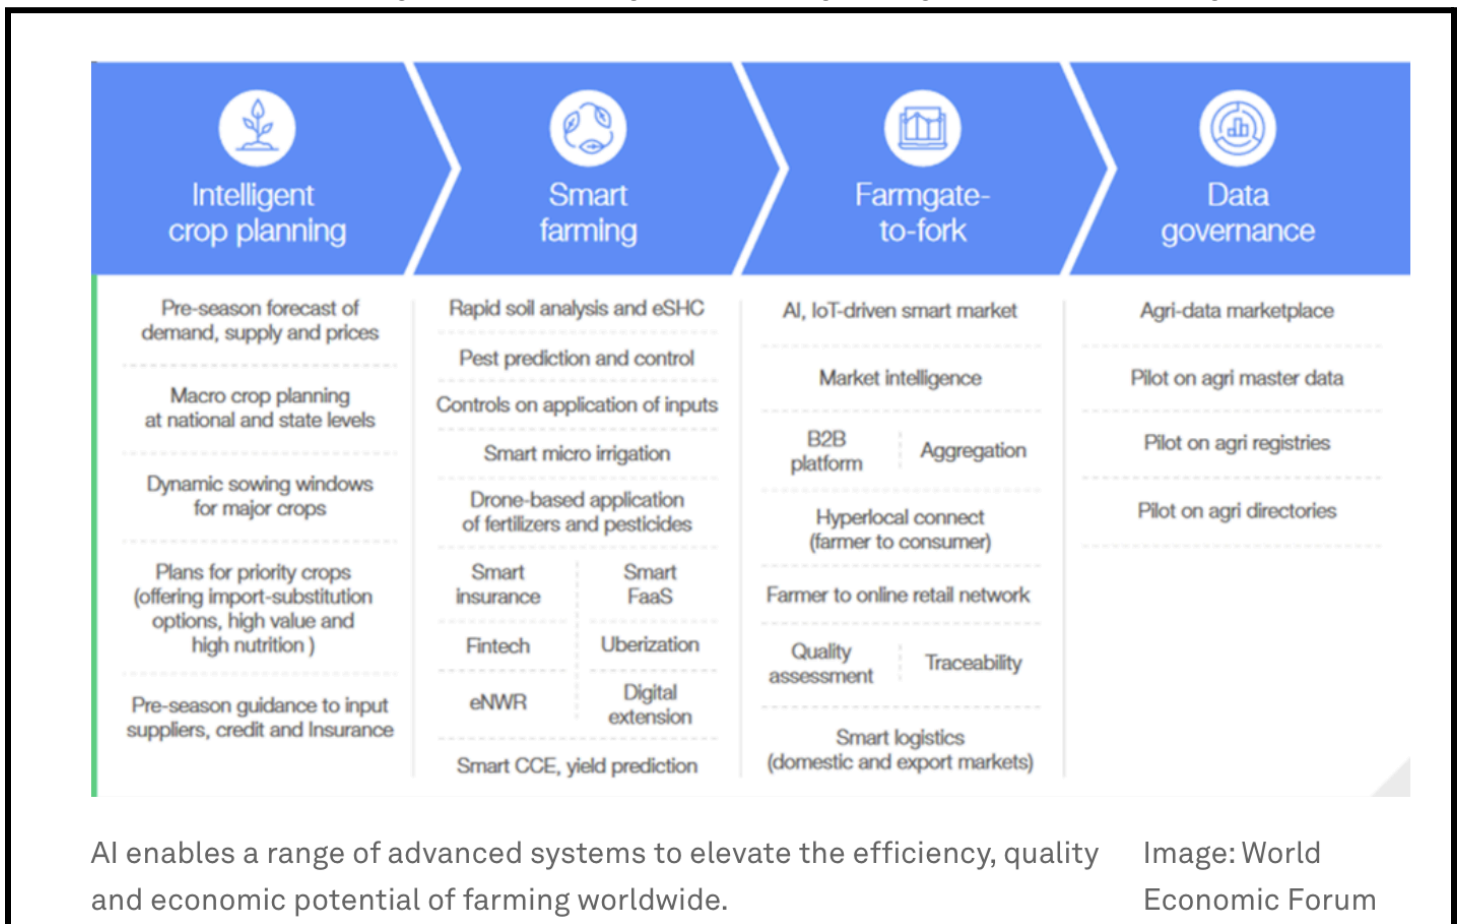 Intelligent
crop planning
Smart
farming
Farmgate-
to-fork
Data
governance
Pre-season forecast of
demand, supply and prices
Macro crop planning
at national and state levels
Dynamic sowing windows
for major crops
Plans for priority crops
(offering import-substitution
options, high value and
high nutrition )
Pre-season guidance to input
suppliers, credit and Insurance
Rapid soil analysis and eSHC
Pest prediction and control
Controls on application of inputs
Smart micro irrigation
Drone-based application
of fertilizers and pesticides
Smart
insurance
Smart
FaaS
Fintech
Uberization
eNWR
Digital
extension
Smart CCE, yield prediction
AI, IoT-driven smart market
Market intelligence
B2B
platform
Aggregation
Hyperlocal connect
(farmer to consumer)
Farmer to online retail network
Quality
assessment
Traceability
Smart logistics
(domestic and export markets)
Agri-data marketplace
Pilot on agri master data
Pilot on agri registries
Pilot on agri directories
AI enables a range of advanced systems to elevate the efficiency, quality
and economic potential of farming worldwide.
Image: World
Economic Forum